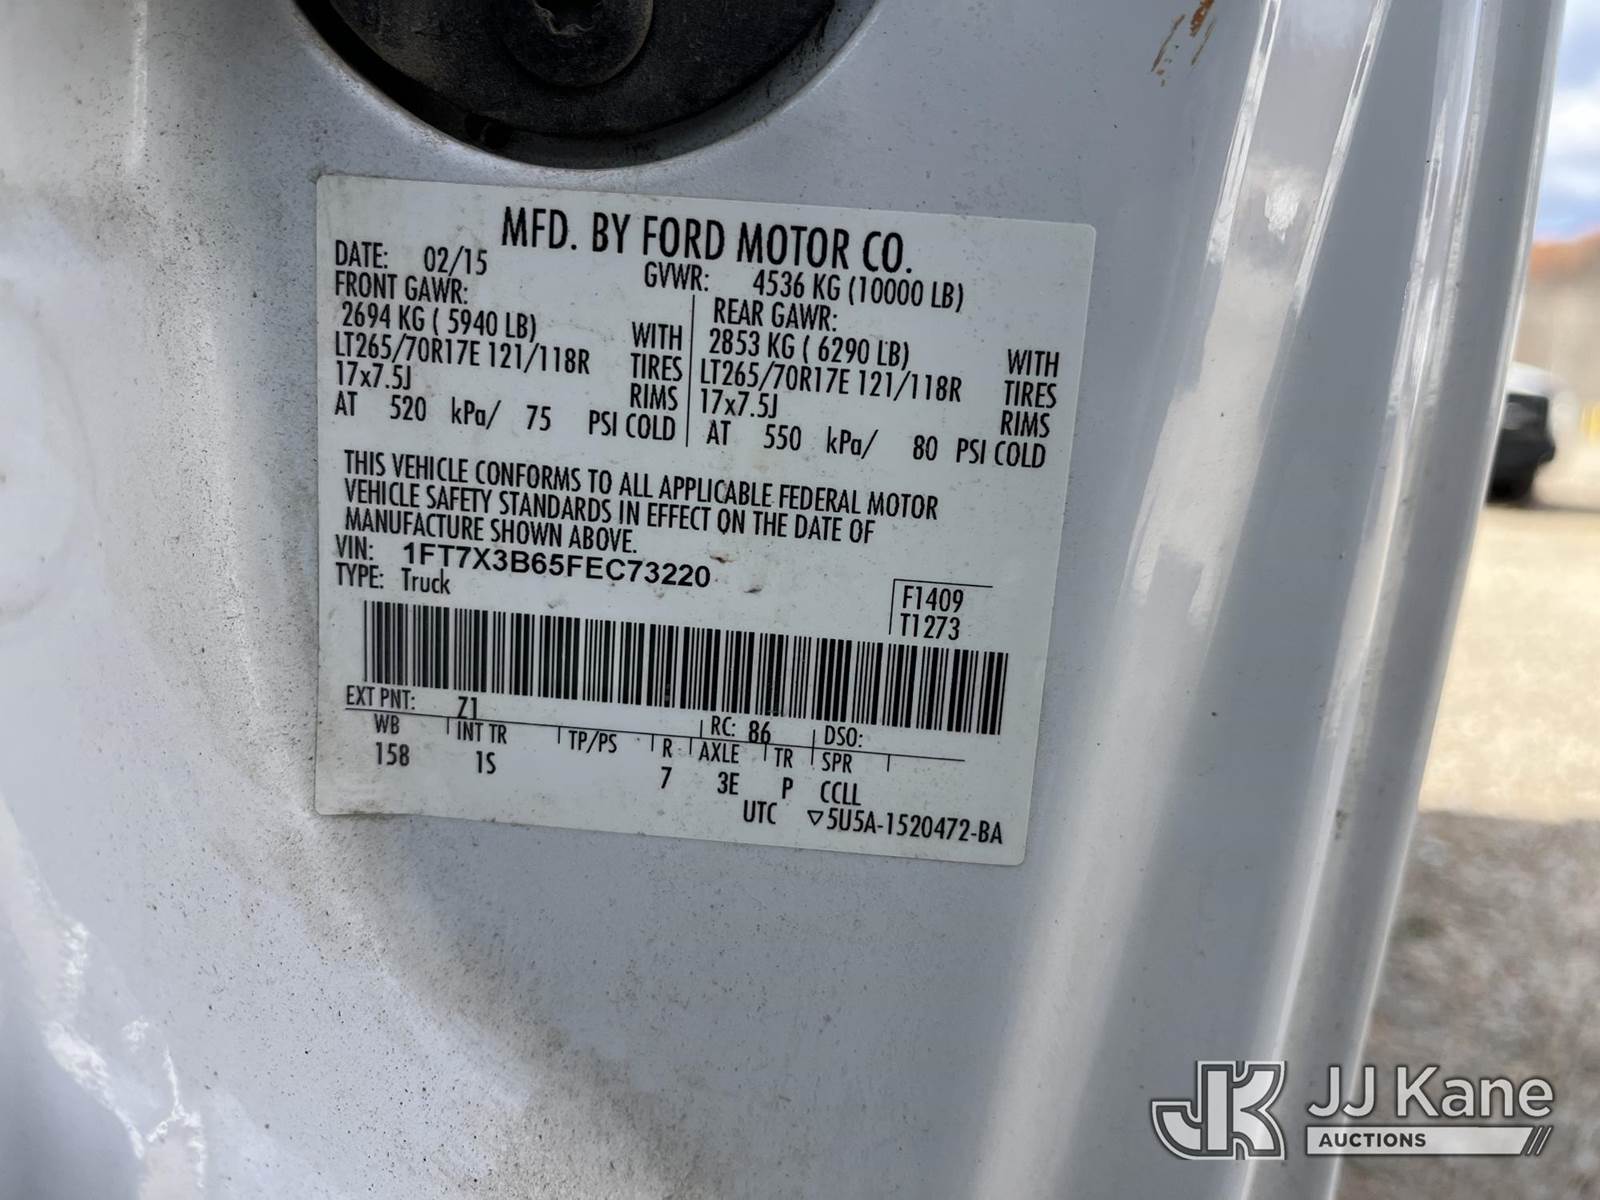 MFD. BY FORD MOTOR CO.
DATE: 02/15
GVWR: 4536 KG (10000 LB)
FRONT GAWR:
2694 KG ( 5940 LB) WITH
LT265/70R17E 121/118R TIRES
17x7.5J RIMS
AT 520 kPa/ 75 PSI COLD
REAR GAWR:
2853 KG ( 6290 LB) WITH
LT265/70R17E 121/118R TIRES
17x7.5J RIMS
AT 550 kPa/ 80 PSI COLD
THIS VEHICLE CONFORMS TO ALL APPLICABLE FEDERAL MOTOR
VEHICLE SAFETY STANDARDS IN EFFECT ON THE DATE OF
MANUFACTURE SHOWN ABOVE.
VIN: 1FT7X3B65FEC73220
TYPE: Truck
F1409
T1273
EXT PNT: Z1 RC: 86 DSO:
WB INT TR TP/PS R AXLE TR SPR
158 1S 7 3E P CCLL
UTC ▽5U5A-1520472-BA
JK JJ Kane
AUCTIONS